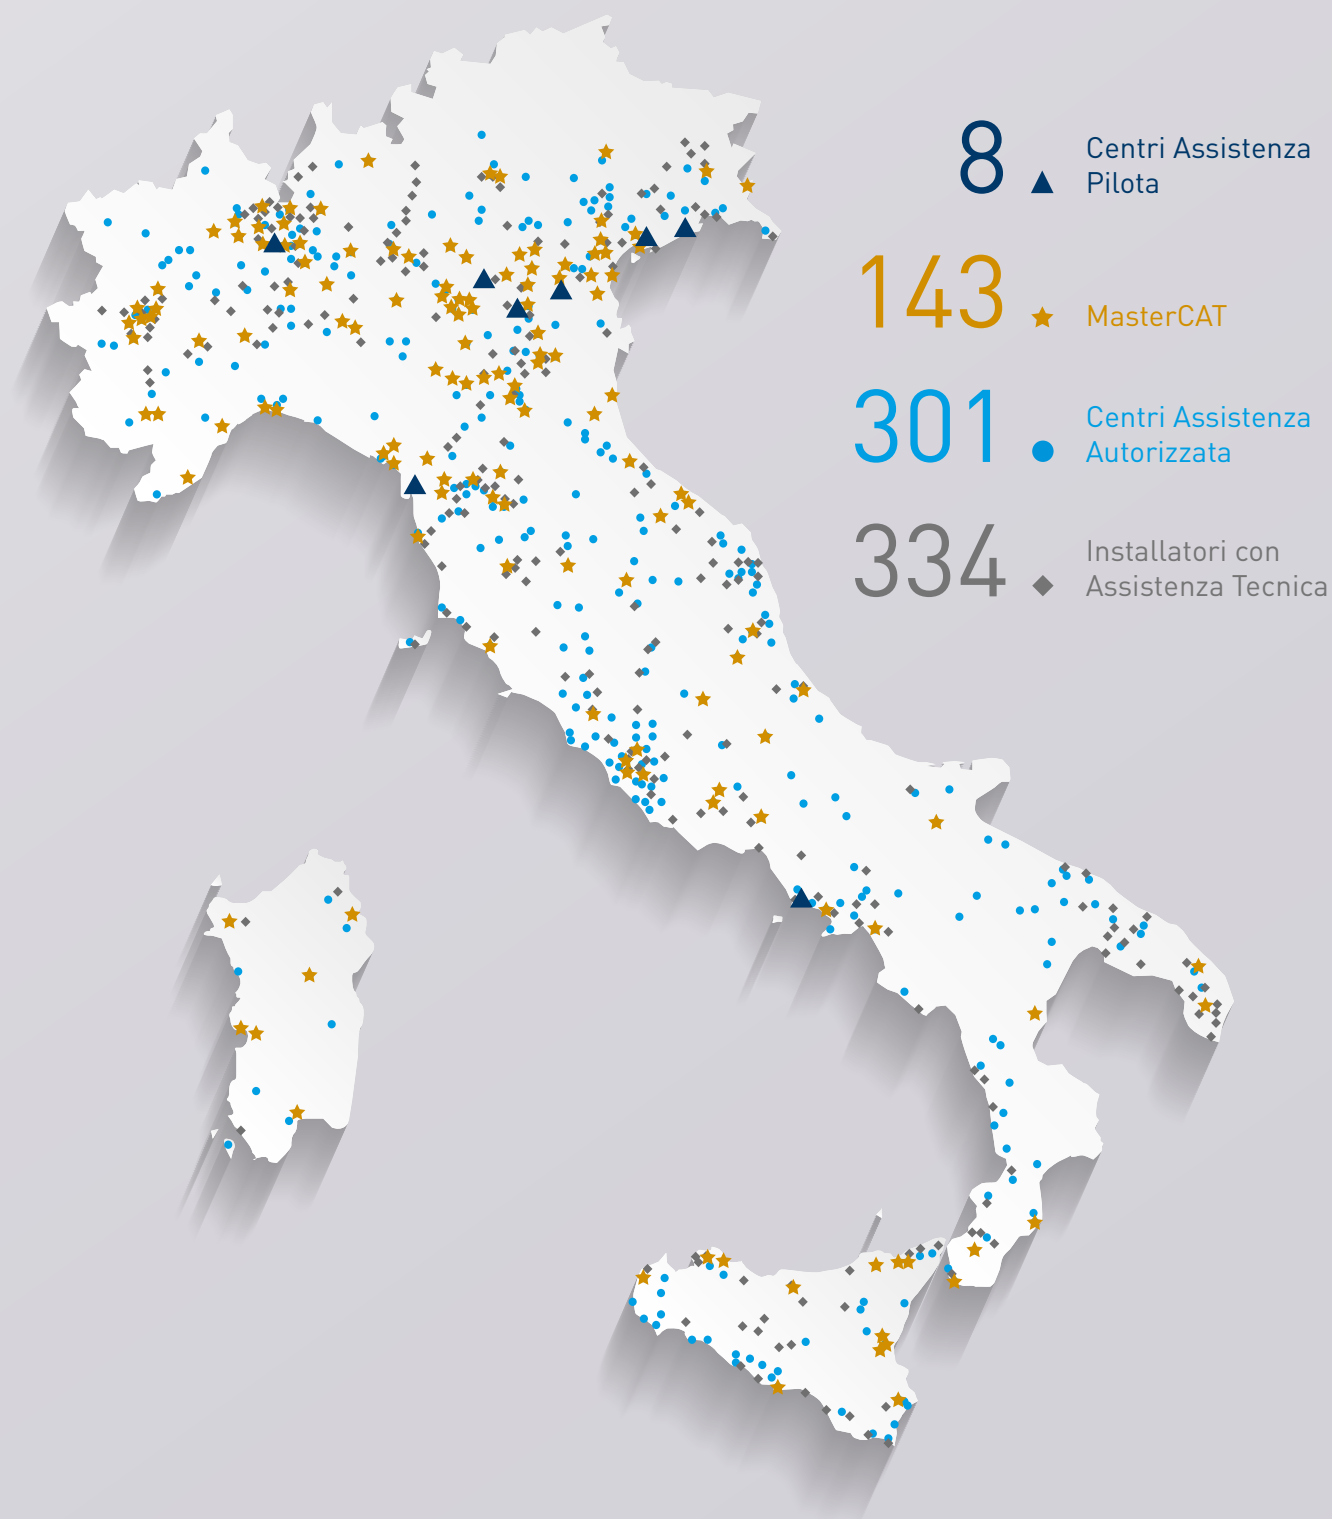 8
Centri Assistenza
Pilota
143
MasterCAT
301
Centri Assistenza
Autorizzata
334
Installatori con
Assistenza Tecnica